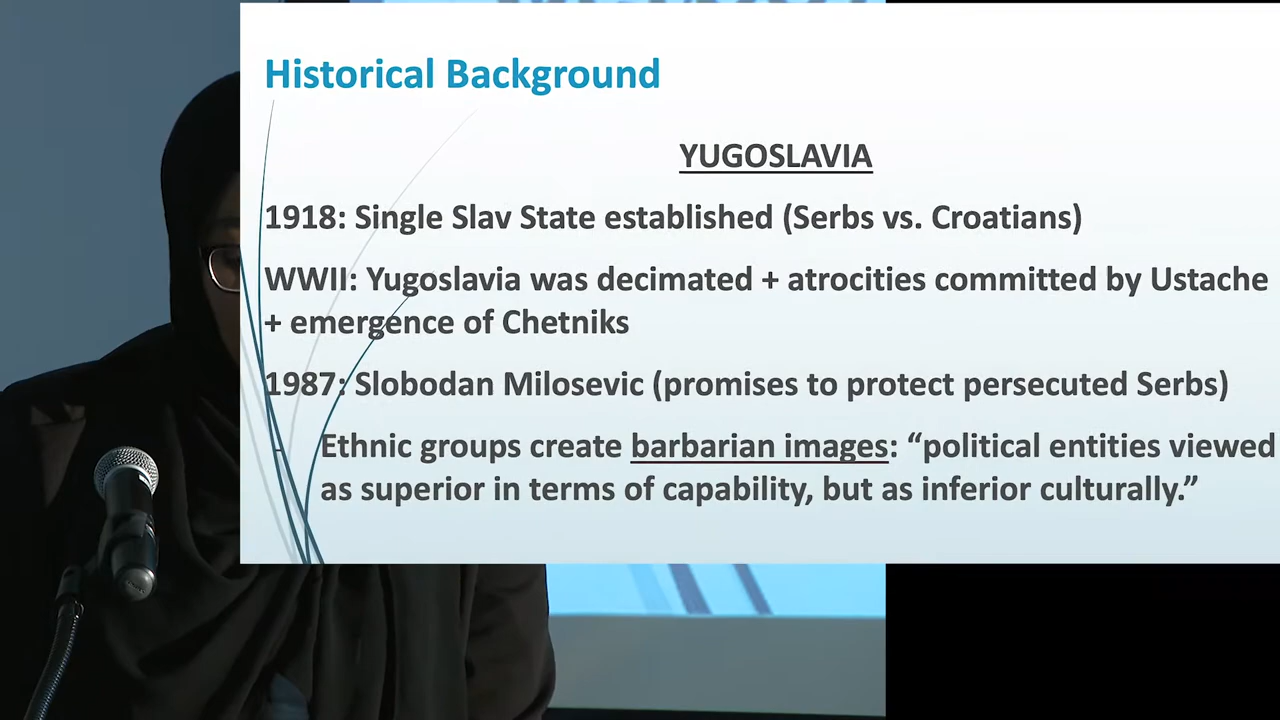 Historical Background
YUGOSLAVIA
1918: Single Slav State established (Serbs vs. Croatians)
WWII: Yugoslavia was decimated + atrocities committed by Ustache
+ emergence of Chetniks
1987: Slobodan Milosevic (promises to protect persecuted Serbs)
- Ethnic groups create barbarian images: “political entities viewed
as superior in terms of capability, but as inferior culturally.”